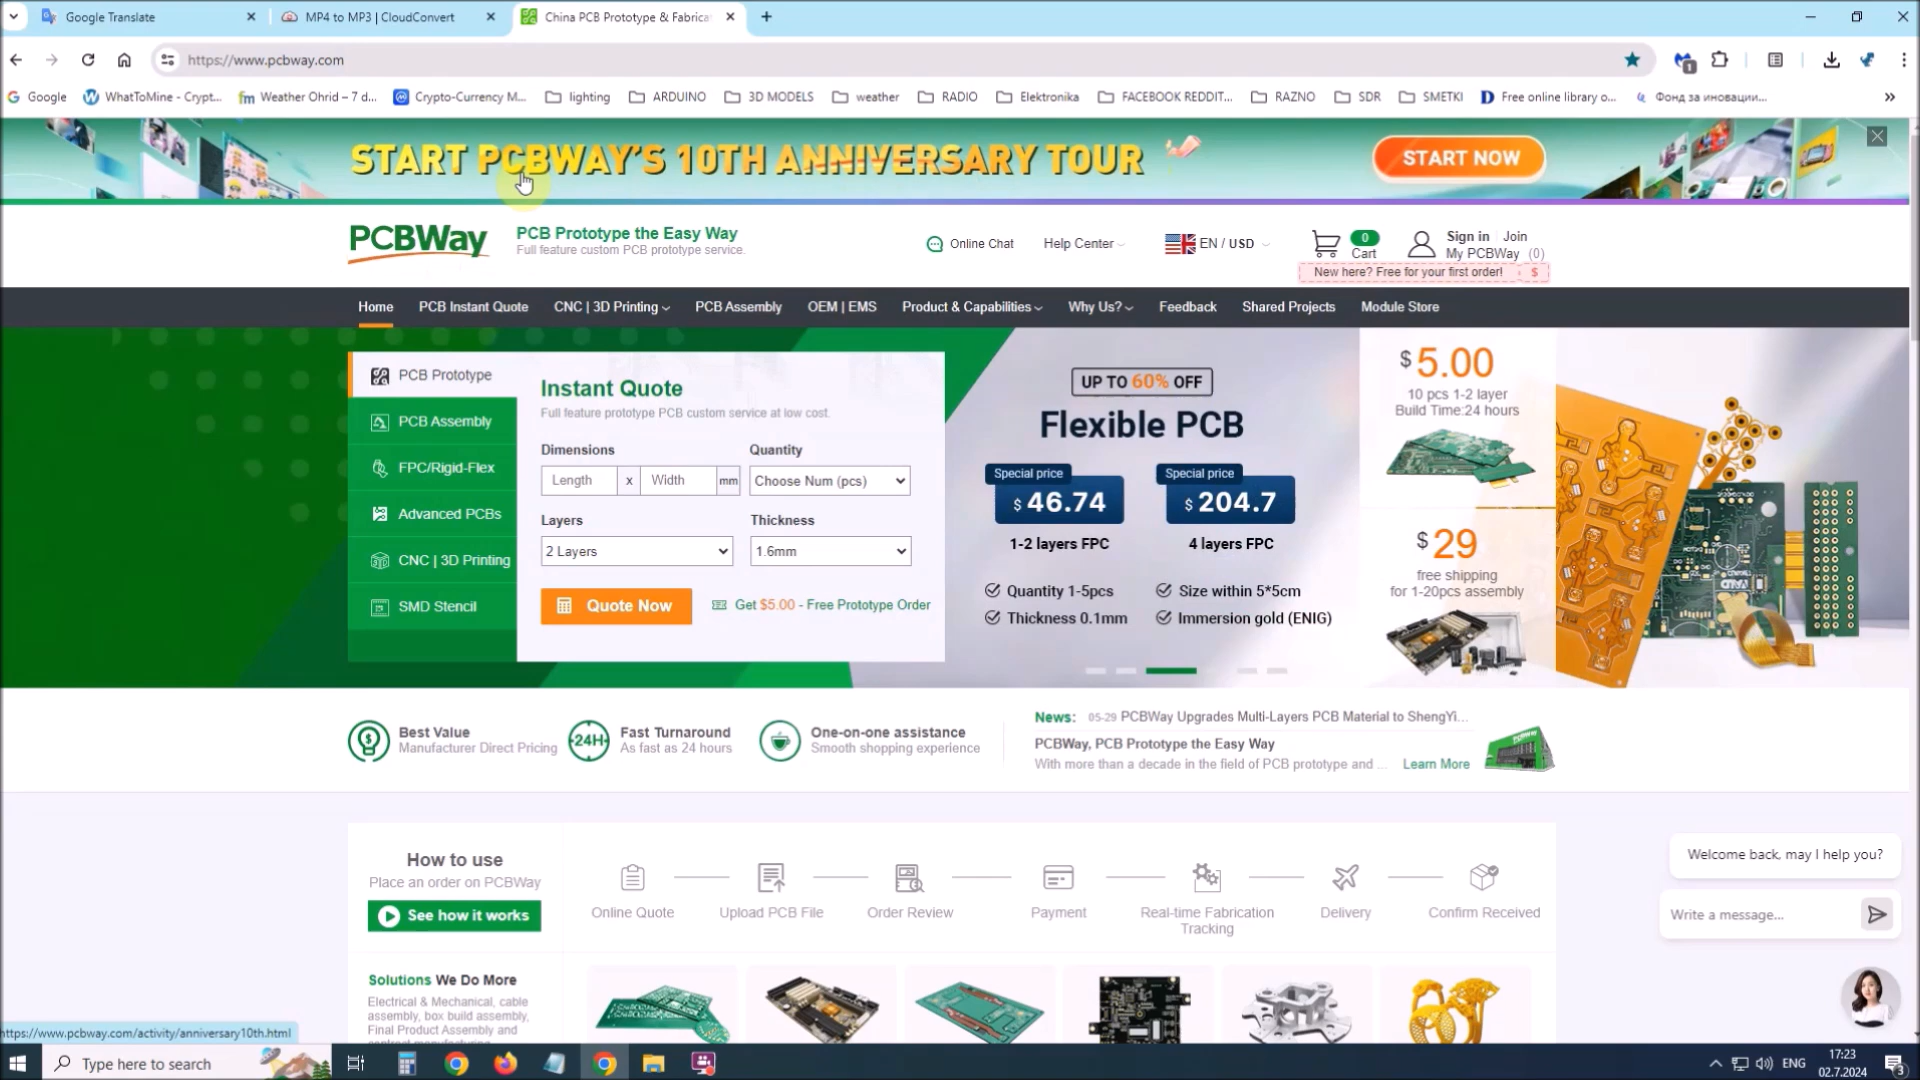 Google Translate
MP4 to MP3 | CloudConvert
China PCB Prototype & Fabrica
https://www.pcbway.com
1
Google
WhatToMine - Crypt...
Weather Ohrid – 7 d...
Crypto-Currency M...
lighting
ARDUINO
3D MODELS
weather
RADIO
Elektronika
FACEBOOK REDDIT...
RAZNO
SDR
SMETKI
Free online library o...
Фонд за иновации...
START PCBWAY'S 10TH ANNIVERSARY TOUR
START NOW
PCBWay
PCB Prototype the Easy Way
Full feature custom PCB prototype service.
Online Chat
Help Center
EN / USD
0
Cart
Sign in | Join
My PCBWay (0)
New here? Free for your first order! $
Home
PCB Instant Quote
CNC | 3D Printing
PCB Assembly
OEM | EMS
Product & Capabilities
Why Us?
Feedback
Shared Projects
Module Store
PCB Prototype
PCB Assembly
FPC/Rigid-Flex
Advanced PCBs
CNC | 3D Printing
SMD Stencil
Instant Quote
Full feature prototype PCB custom service at low cost.
Dimensions
Quantity
Length x Width mm
Choose Num (pcs)
Layers
Thickness
2 Layers
1.6mm
Quote Now
Get $5.00 - Free Prototype Order
UP TO 60% OFF
Flexible PCB
Special price
$ 46.74
1-2 layers FPC
Special price
$ 204.7
4 layers FPC
Quantity 1-5pcs
Size within 5*5cm
Thickness 0.1mm
Immersion gold (ENIG)
$ 5.00
10 pcs 1-2 layer
Build Time:24 hours
$ 29
free shipping
for 1-20pcs assembly
Best Value
Manufacturer Direct Pricing
24H
Fast Turnaround
As fast as 24 hours
One-on-one assistance
Smooth shopping experience
News: 05-29 PCBWay Upgrades Multi-Layers PCB Material to ShengYi...
PCBWay, PCB Prototype the Easy Way
With more than a decade in the field of PCB prototype and ...
Learn More
How to use
Place an order on PCBWay
See how it works
Online Quote
Upload PCB File
Order Review
Payment
Real-time Fabrication
Tracking
Delivery
Confirm Received
Welcome back, may I help you?
Write a message...
Solutions We Do More
Electrical & Mechanical, cable
assembly, box build assembly,
Final Product Assembly and
https://www.pcbway.com/activity/anniversary10th.html
Type here to search
ENG
17:23
02.7.2024
3